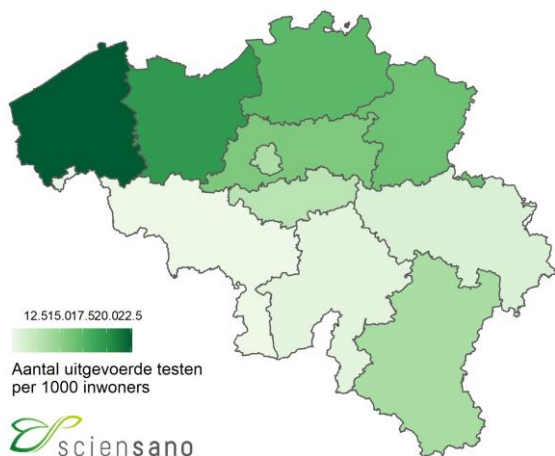 12.515.017.520.022.5
Aantal uitgevoerde testen
per 1000 inwoners
sciensano